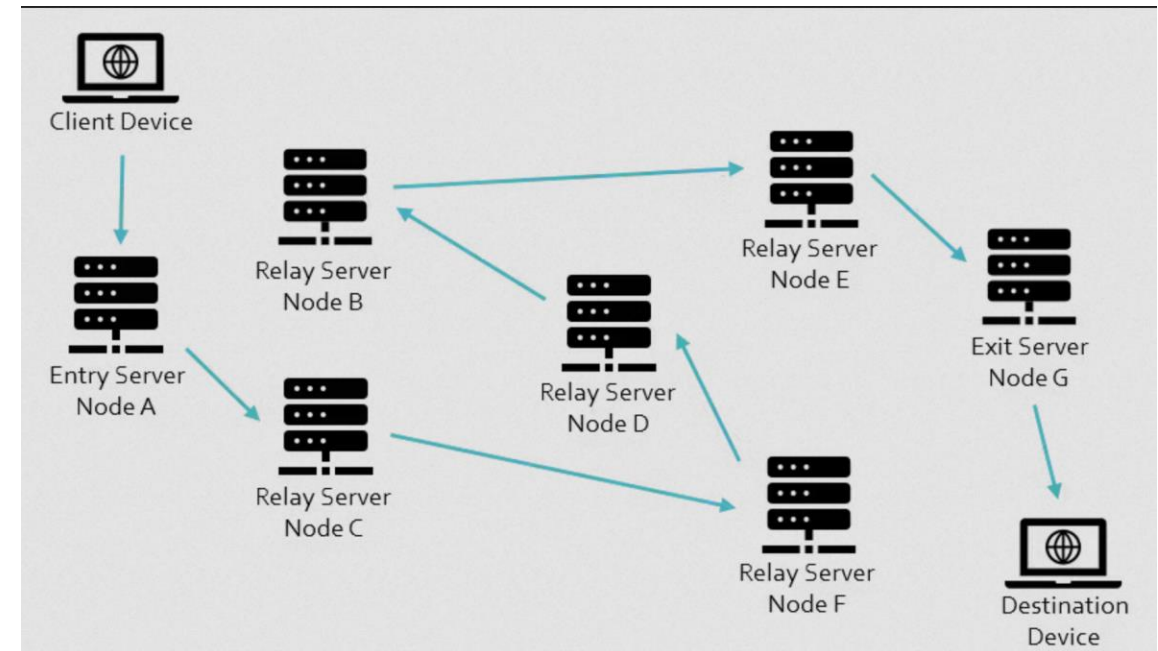 Client Device
Entry Server
Node A
Relay Server
Node B
Relay Server
Node C
Relay Server
Node D
Relay Server
Node E
Relay Server
Node F
Exit Server
Node G
Destination
Device